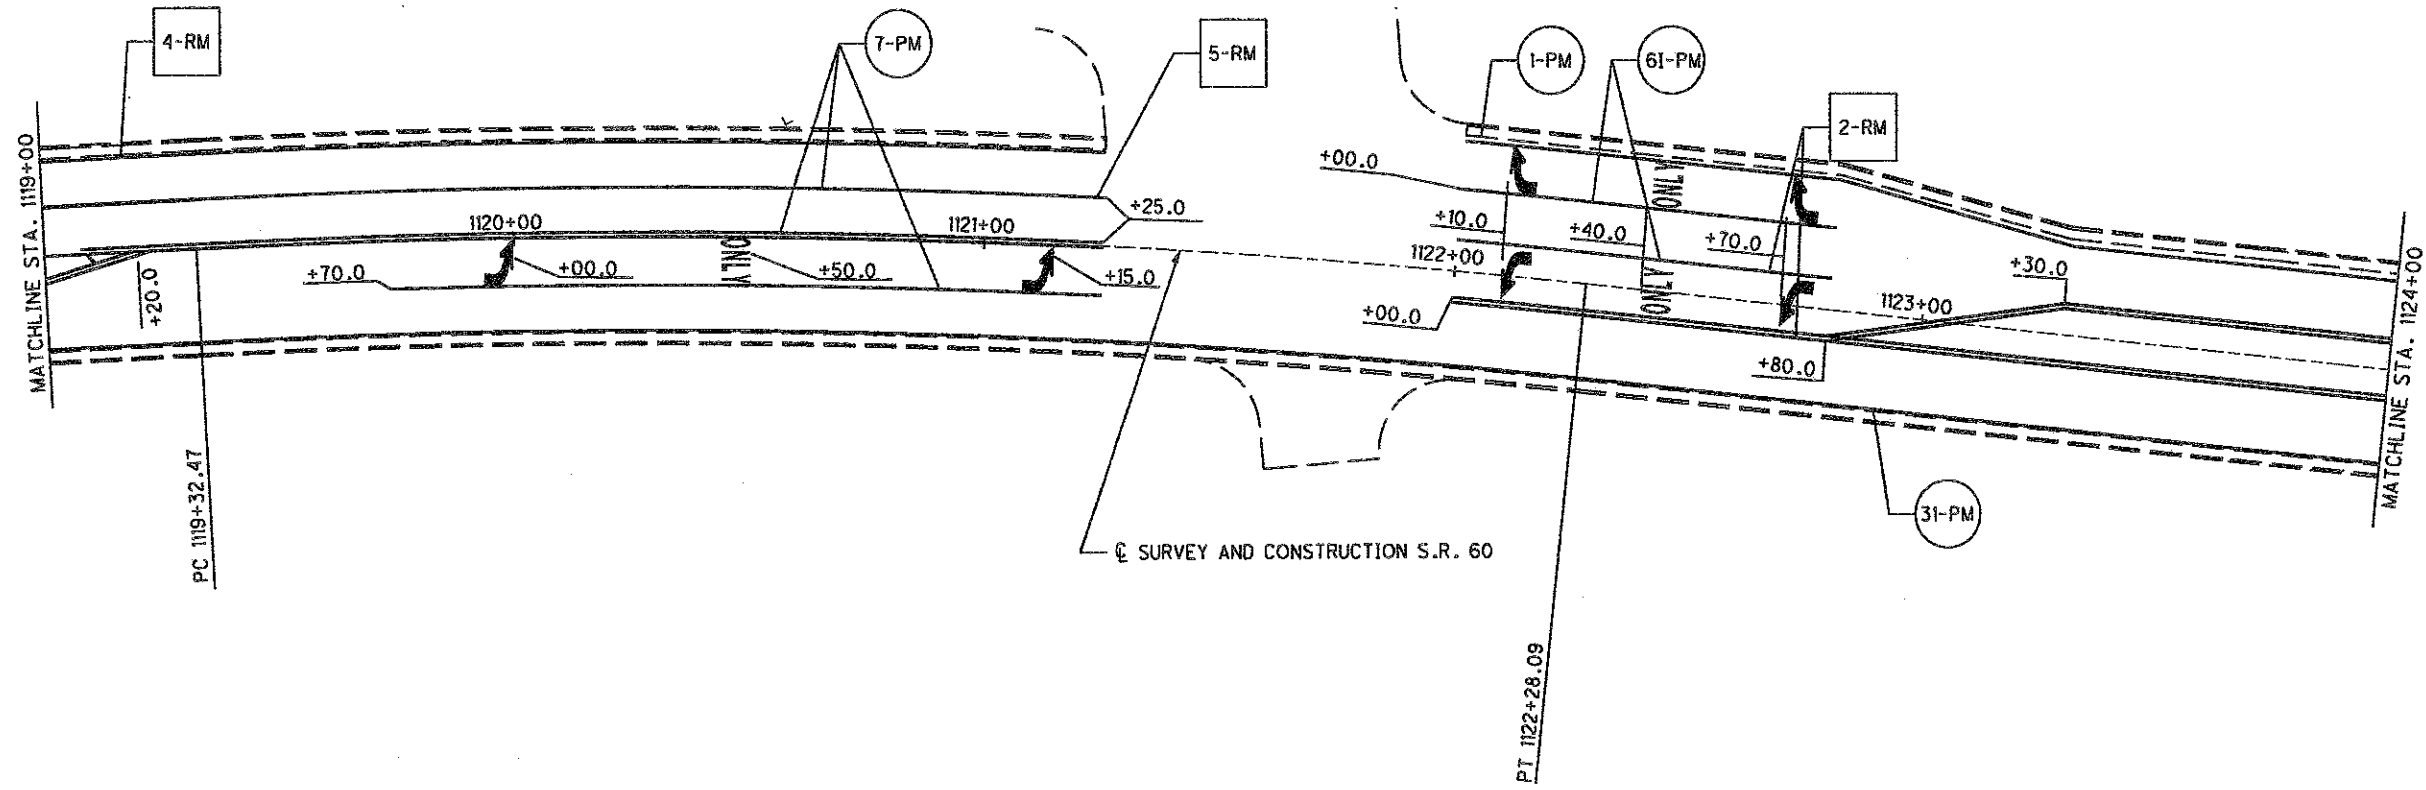 4-RM
7-PM
5-RM
1-PM
61-PM
2-RM
MATCHLINE STA. 1119+00
+00.0
+25.0
1120+00
1121+00
+10.0
+40.0
+70.0
ONLY
ONLY
ONLY
1122+00
+70.0
+00.0
+50.0
+15.0
+20.0
+30.0
1123+00
+00.0
+80.0
MATCHLINE STA. 1124+00
PC 1119+32.47
31-PM
℄ SURVEY AND CONSTRUCTION S.R. 60
PT 1122+28.09